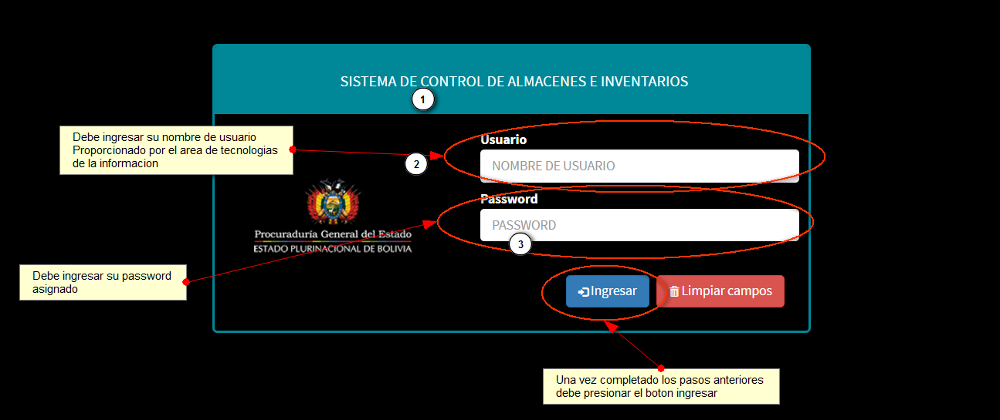 SISTEMA DE CONTROL DE ALMACENES E INVENTARIOS
1
Debe ingresar su nombre de usuario
Proporcionado por el area de tecnologias
de la informacion
2
Usuario
NOMBRE DE USUARIO
Password
PASSWORD
3
Procuraduría General del Estado
ESTADO PLURINACIONAL DE BOLIVIA
Debe ingresar su password
asignado
Ingresar
Limpiar campos
Una vez completado los pasos anteriores
debe presionar el boton ingresar